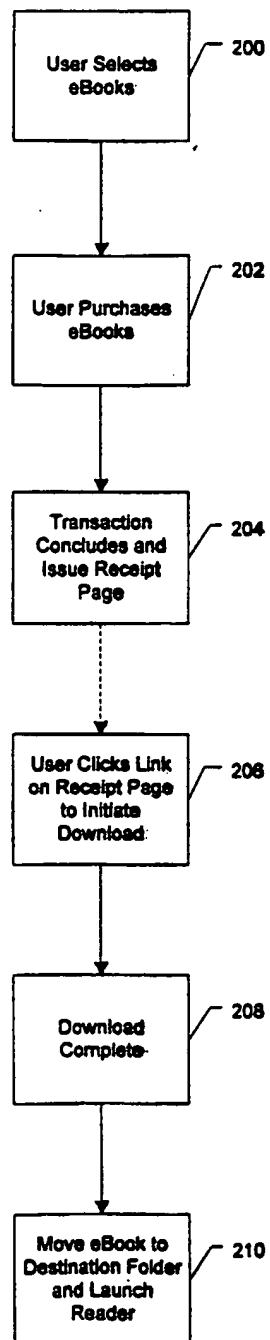 User Selects
eBooks
200
User Purchases
eBooks
202
Transaction
Concludes and
Issue Receipt
Page
204
User Clicks Link
on Receipt Page
to Initiate
Download
206
Download
Complete
208
Move eBook to
Destination Folder
and Launch
Reader
210